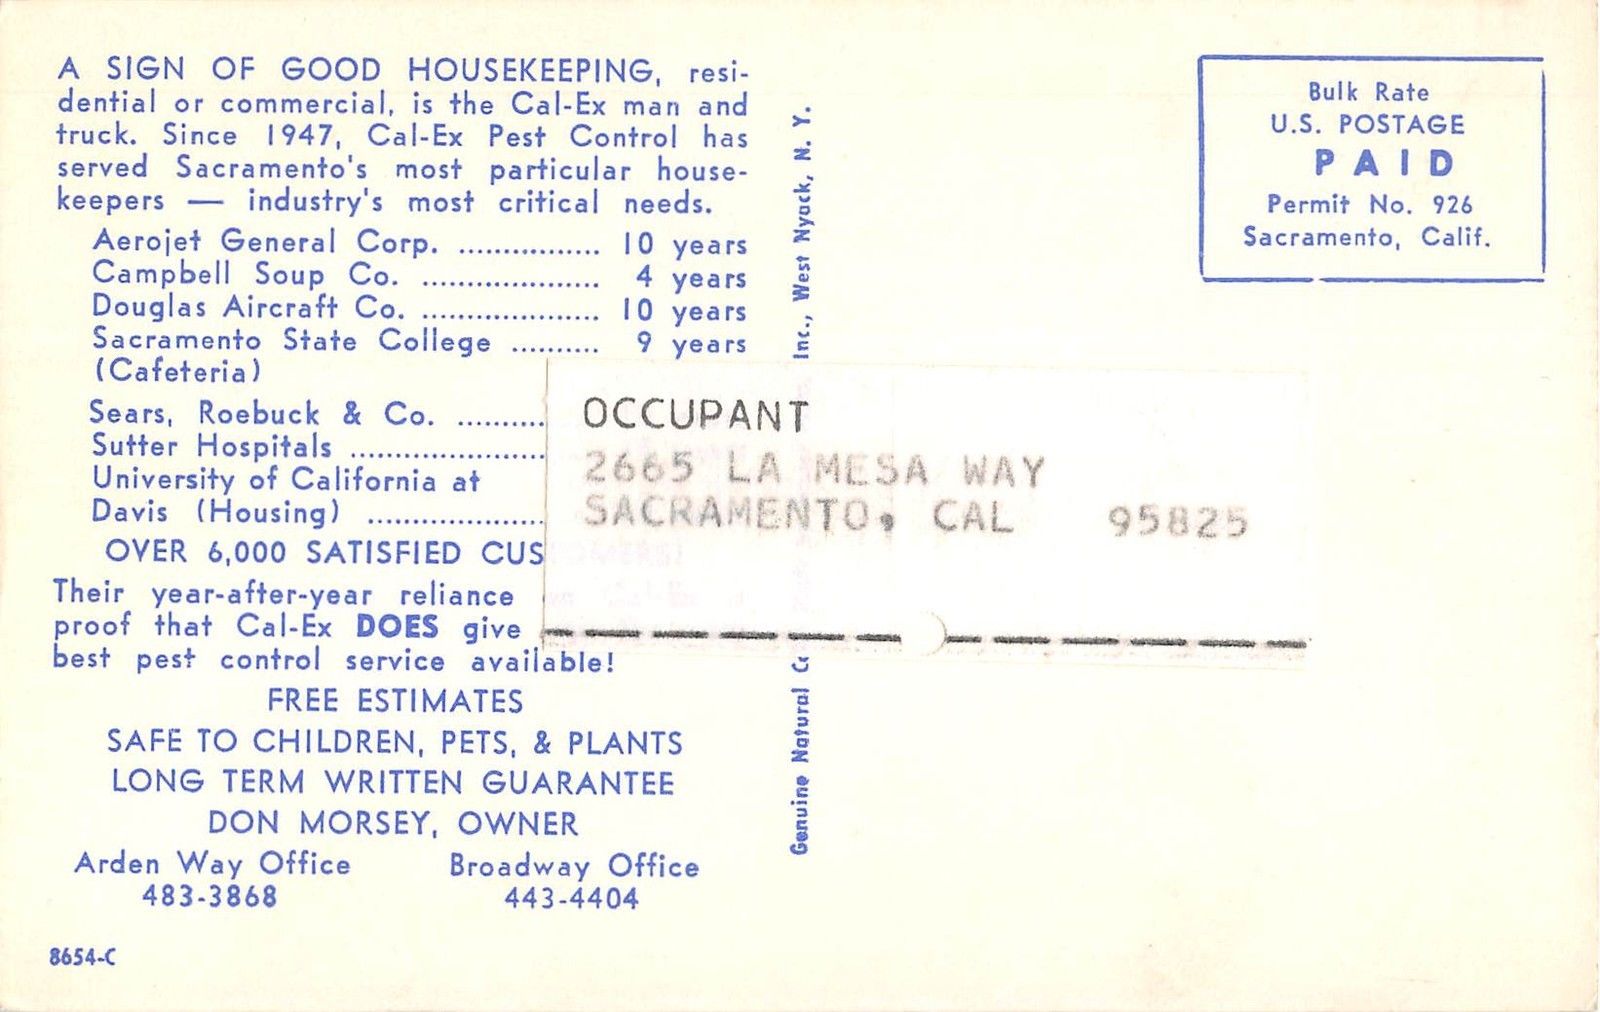 A SIGN OF GOOD HOUSEKEEPING, resi-
dential or commercial, is the Cal-Ex man and
truck. Since 1947, Cal-Ex Pest Control has
served Sacramento's most particular house-
keepers — industry's most critical needs.
Aerojet General Corp. ................ 10 years
Campbell Soup Co. .................... 4 years
Douglas Aircraft Co. .................... 10 years
Sacramento State College .......... 9 years
(Cafeteria)
Sears, Roebuck & Co. ..........
Sutter Hospitals ......................
University of California at
Davis (Housing) ....................
OVER 6,000 SATISFIED CUS
Their year-after-year reliance
proof that Cal-Ex DOES give
best pest control service available!
FREE ESTIMATES
SAFE TO CHILDREN, PETS, & PLANTS
LONG TERM WRITTEN GUARANTEE
DON MORSEY, OWNER
Arden Way Office Broadway Office
483-3868 443-4404
8654-C
Genuine Natural Inc., West Nyack, N. Y.
Bulk Rate
U.S. POSTAGE
PAID
Permit No. 926
Sacramento, Calif.
OCCUPANT
2665 LA MESA WAY
SACRAMENTO, CAL 95825